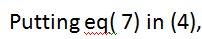 Putting eq( 7) in (4),